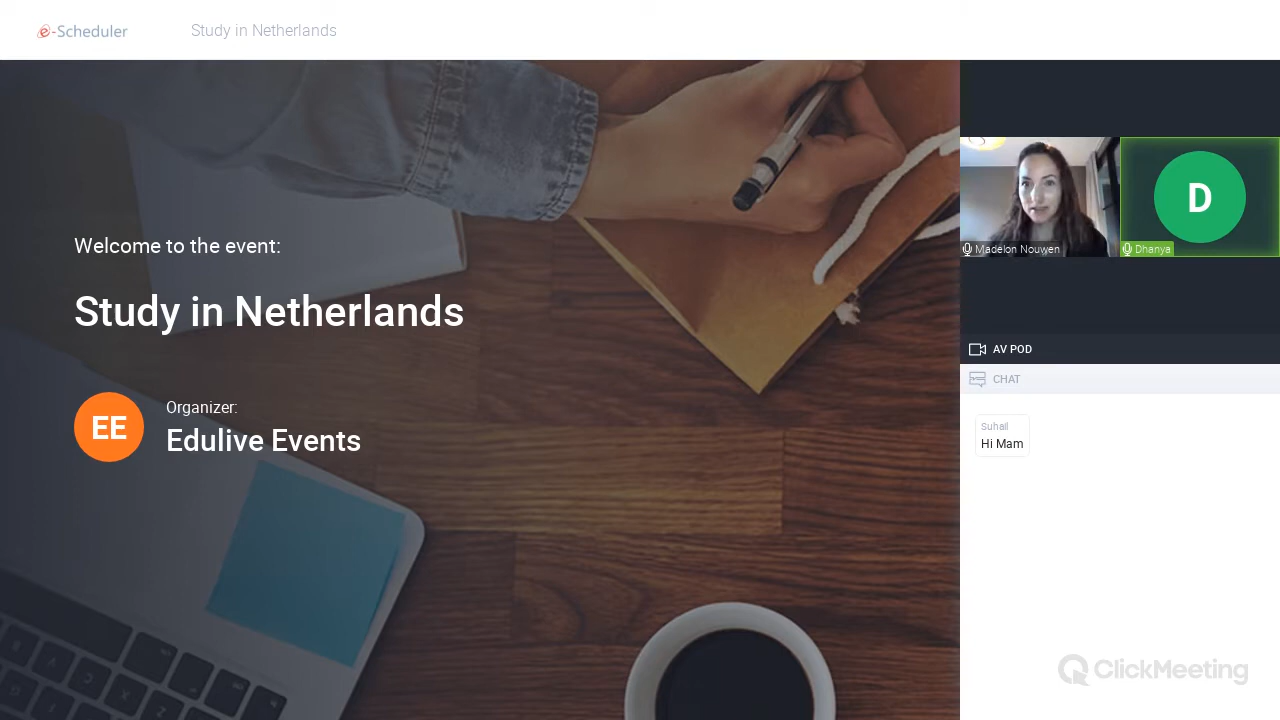 e-Scheduler
Study in Netherlands
Welcome to the event:
Study in Netherlands
EE
Organizer:
Edulive Events
D
Madelon Nouwen
Dhanya
AV POD
CHAT
Suhail
Hi Mam
ClickMeeting